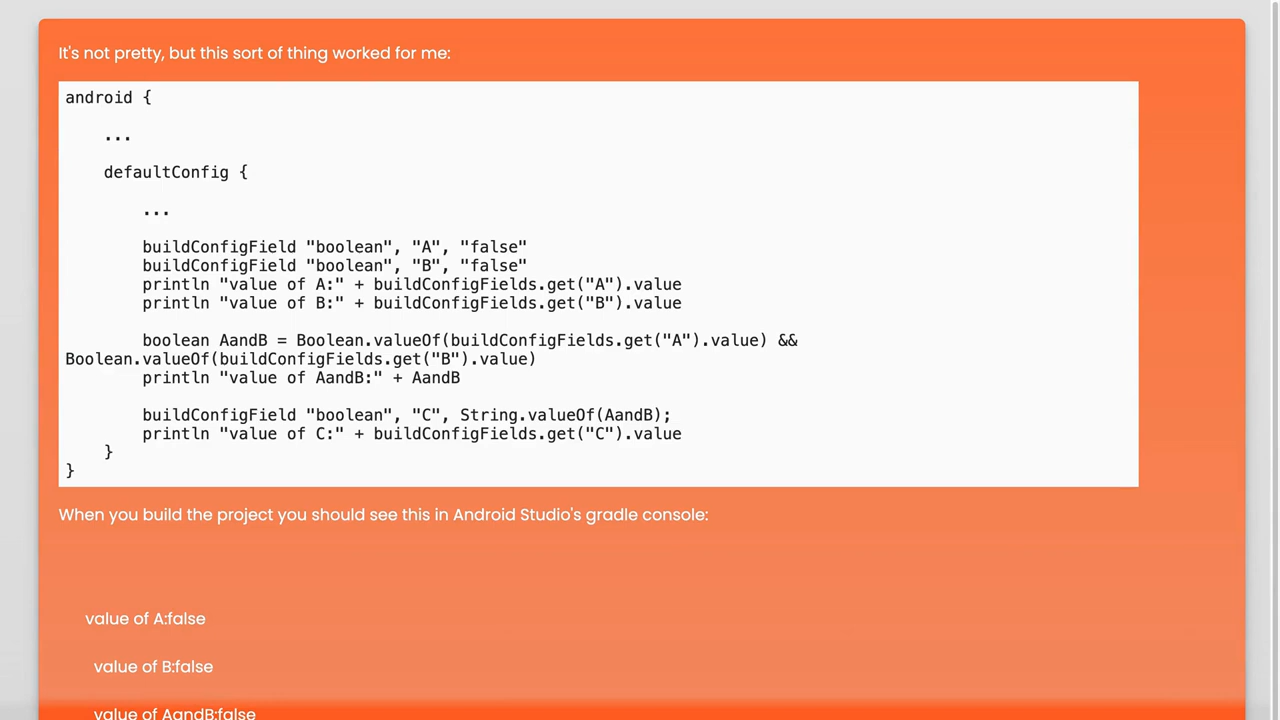 It's not pretty, but this sort of thing worked for me:
android {
...
defaultConfig {
...
buildConfigField "boolean", "A", "false"
buildConfigField "boolean", "B", "false"
println "value of A:" + buildConfigFields.get("A").value
println "value of B:" + buildConfigFields.get("B").value
boolean AandB = Boolean.valueOf(buildConfigFields.get("A").value) &&
Boolean.valueOf(buildConfigFields.get("B").value)
println "value of AandB:" + AandB
buildConfigField "boolean", "C", String.valueOf(AandB);
println "value of C:" + buildConfigFields.get("C").value
}
}
When you build the project you should see this in Android Studio's gradle console:
value of A:false
value of B:false
value of AandB:false